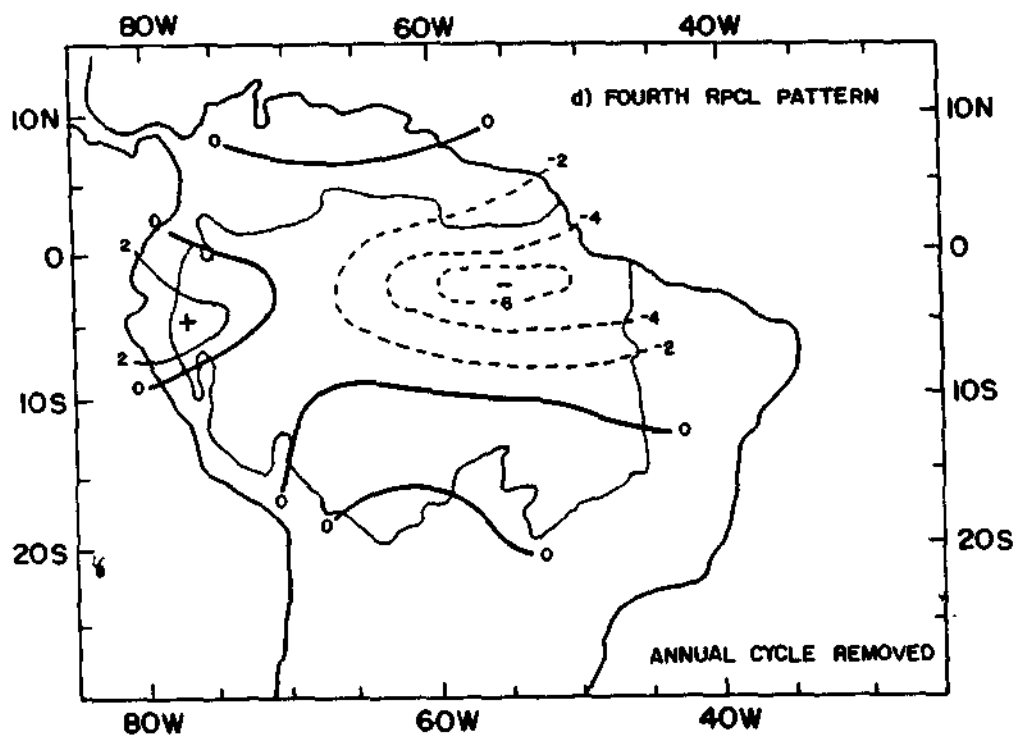 80W 60W 40W
d) FOURTH RPCL PATTERN
10N 10N
0 0
-2
-4
0
2
0 0
-
6
+
-4
2 -2
0
10S 10S
0
0
0
0
20S 20S
ANNUAL CYCLE REMOVED
80W 60W 40W